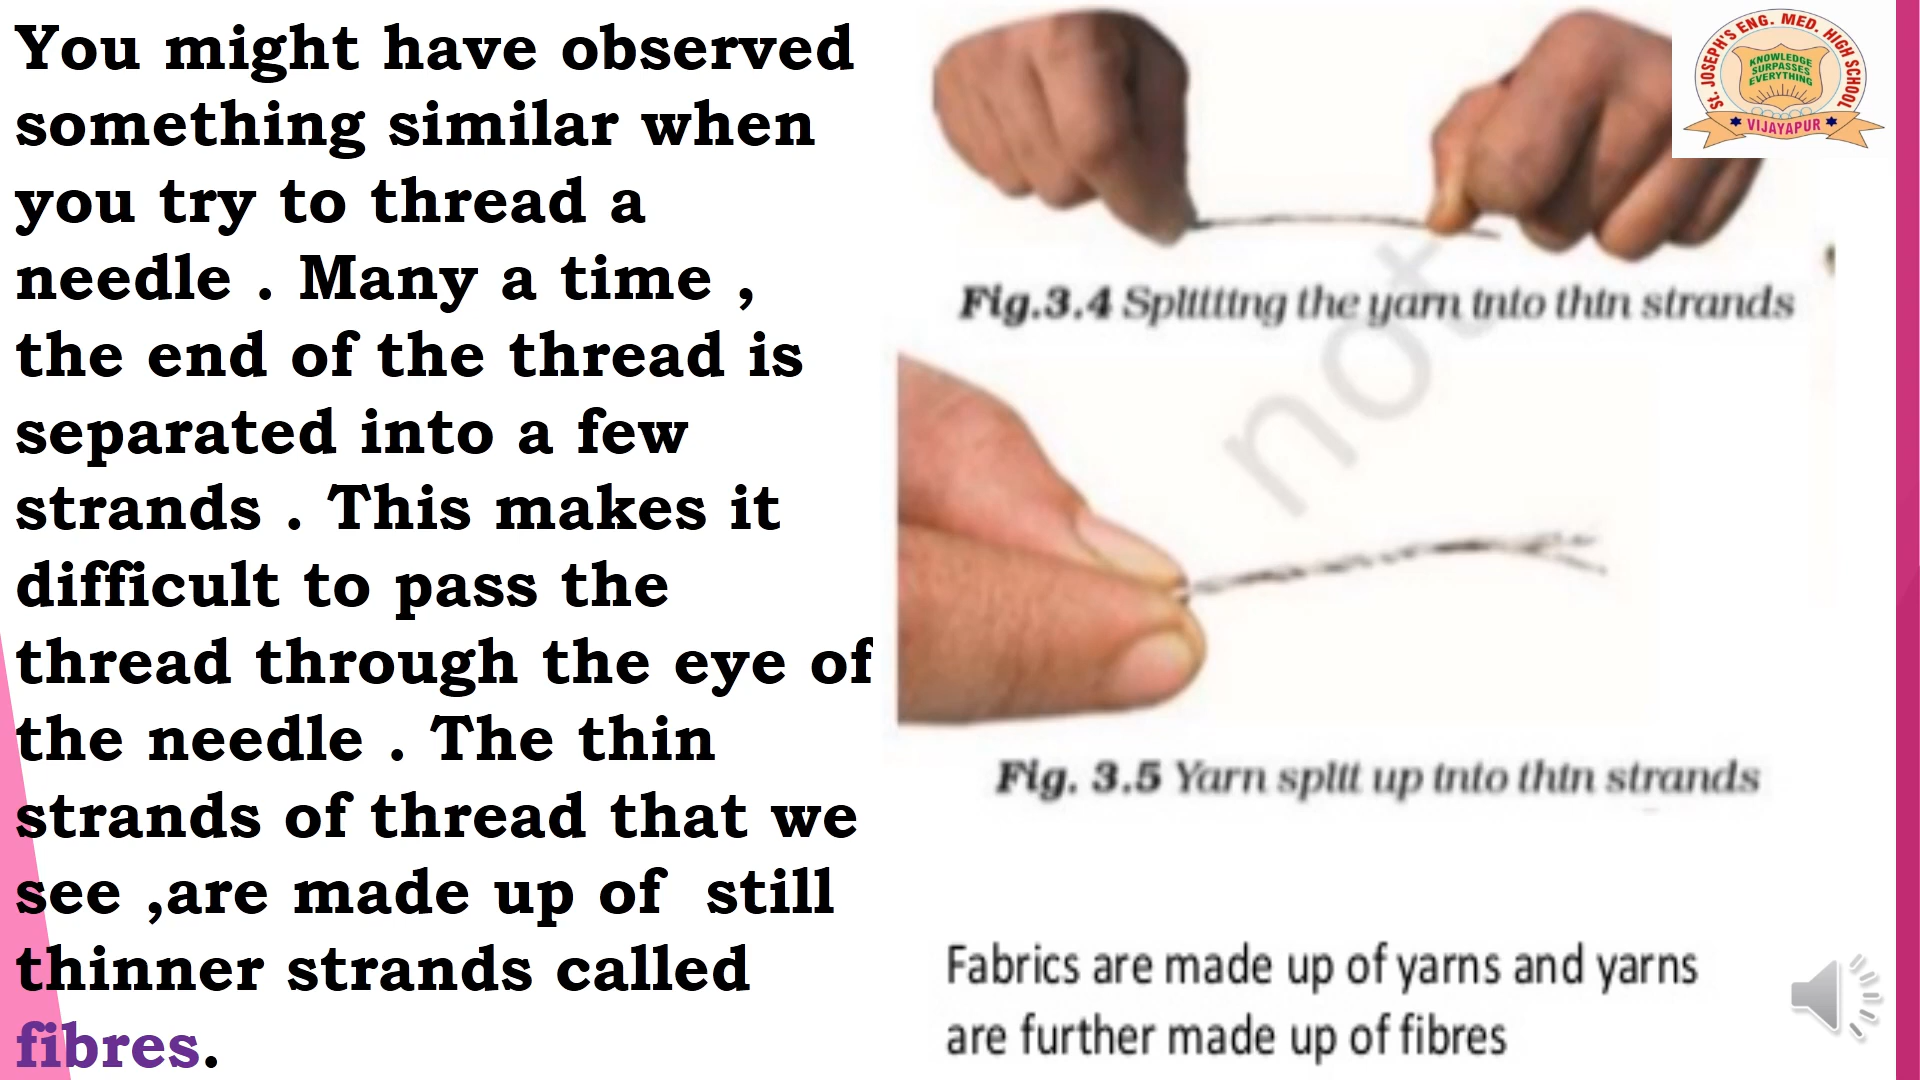 You might have observed
something similar when
you try to thread a
needle . Many a time ,
the end of the thread is
separated into a few
strands . This makes it
difficult to pass the
thread through the eye of
the needle . The thin
strands of thread that we
see ,are made up of  still
thinner strands called
fibres.
Fig.3.4 Splitting the yarn into thin strands
not
Fig. 3.5 Yarn split up into thin strands
Fabrics are made up of yarns and yarns
are further made up of fibres
St. JOSEPH'S ENG. MED. HIGH SCHOOL
KNOWLEDGE
SURPASSES
EVERYTHING
VIJAYAPUR